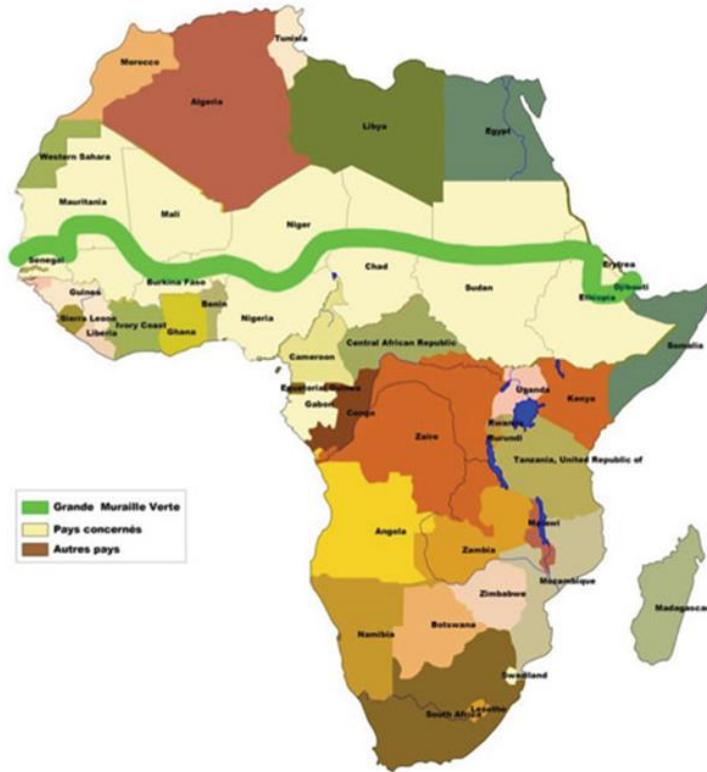 Tunisia
Morocco
Algeria
Libya
Egypt
Western Sahara
Mauritania
Mali
Niger
Chad
Sudan
Erytrea
Djibouti
Ethiopia
Senegal
Burkina Faso
Guinea
Benin
Nigeria
Sierra Leone
Liberia
Ivory Coast
Ghana
Central African Republic
Cameroon
Somalia
Equatorial Guinea
Gabon
Congo
Zaire
Uganda
Kenya
Rwanda
Burundi
Tanzania, United Republic of
Grande Muraille Verte
Pays concernés
Autres pays
Angola
Malawi
Zambia
Mozambique
Zimbabwe
Madagascar
Namibia
Botswana
Swaziland
South Africa
Lesotho